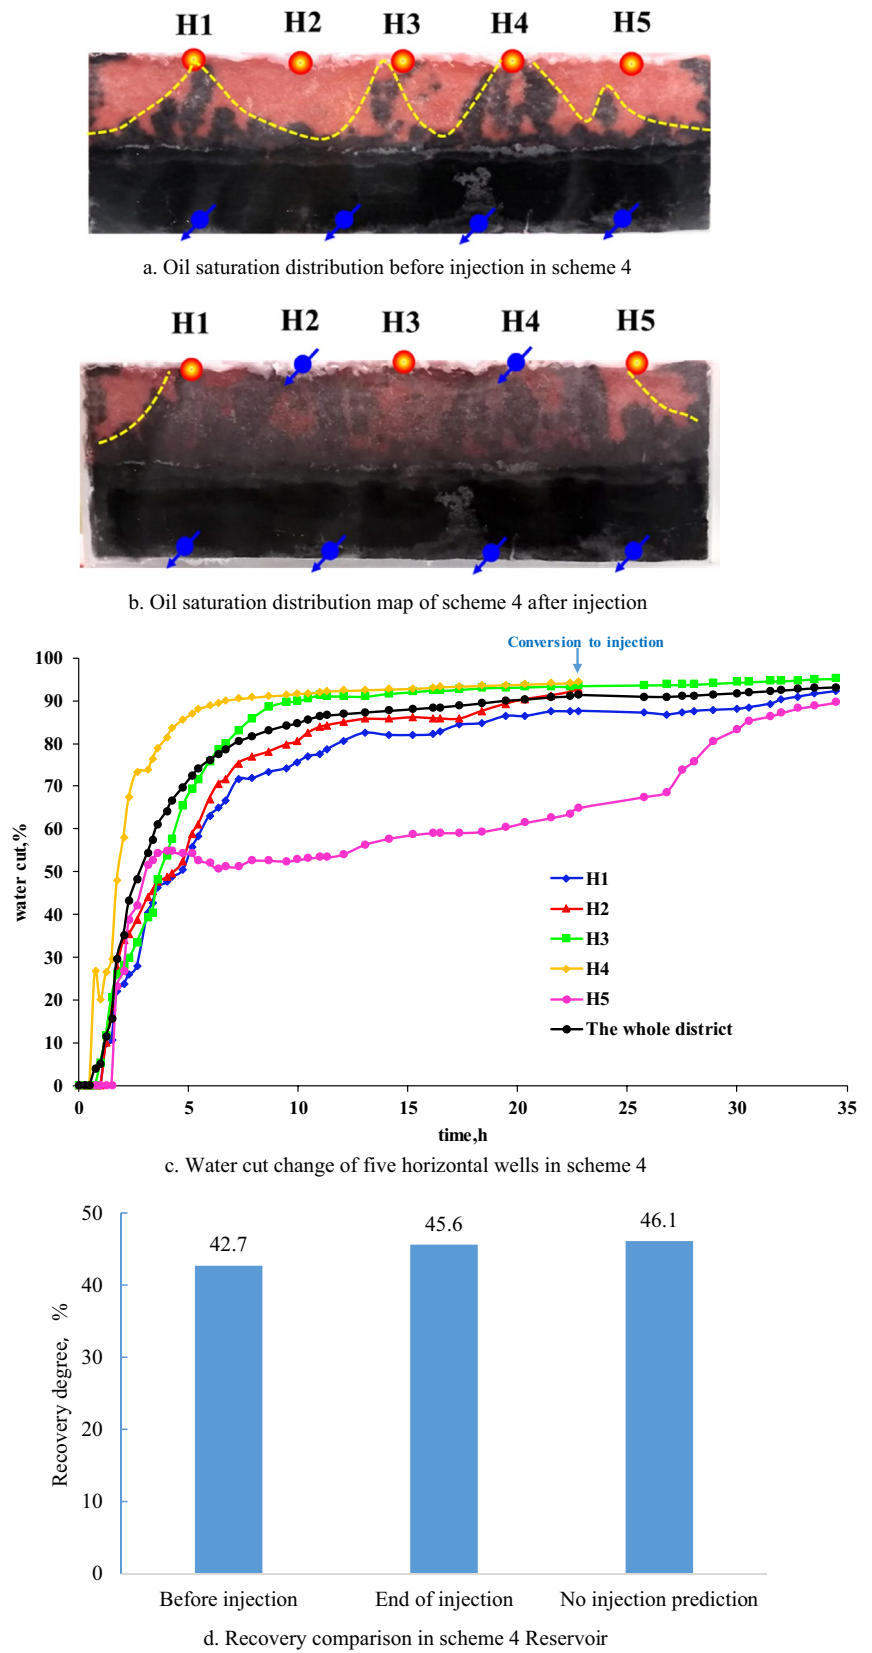 H1 H2 H3 H4 H5
a. Oil saturation distribution before injection in scheme 4
H1 H2 H3 H4 H5
b. Oil saturation distribution map of scheme 4 after injection
Conversion to injection
100
90
80
70
60
50
40
30
20
10
0
water cut,%
H1
H2
H3
H4
H5
The whole district
0 5 10 15 20 25 30 35
time,h
c. Water cut change of five horizontal wells in scheme 4
50
40
30
20
10
0
Recovery degree, %
42.7
45.6
46.1
Before injection End of injection No injection prediction
d. Recovery comparison in scheme 4 Reservoir